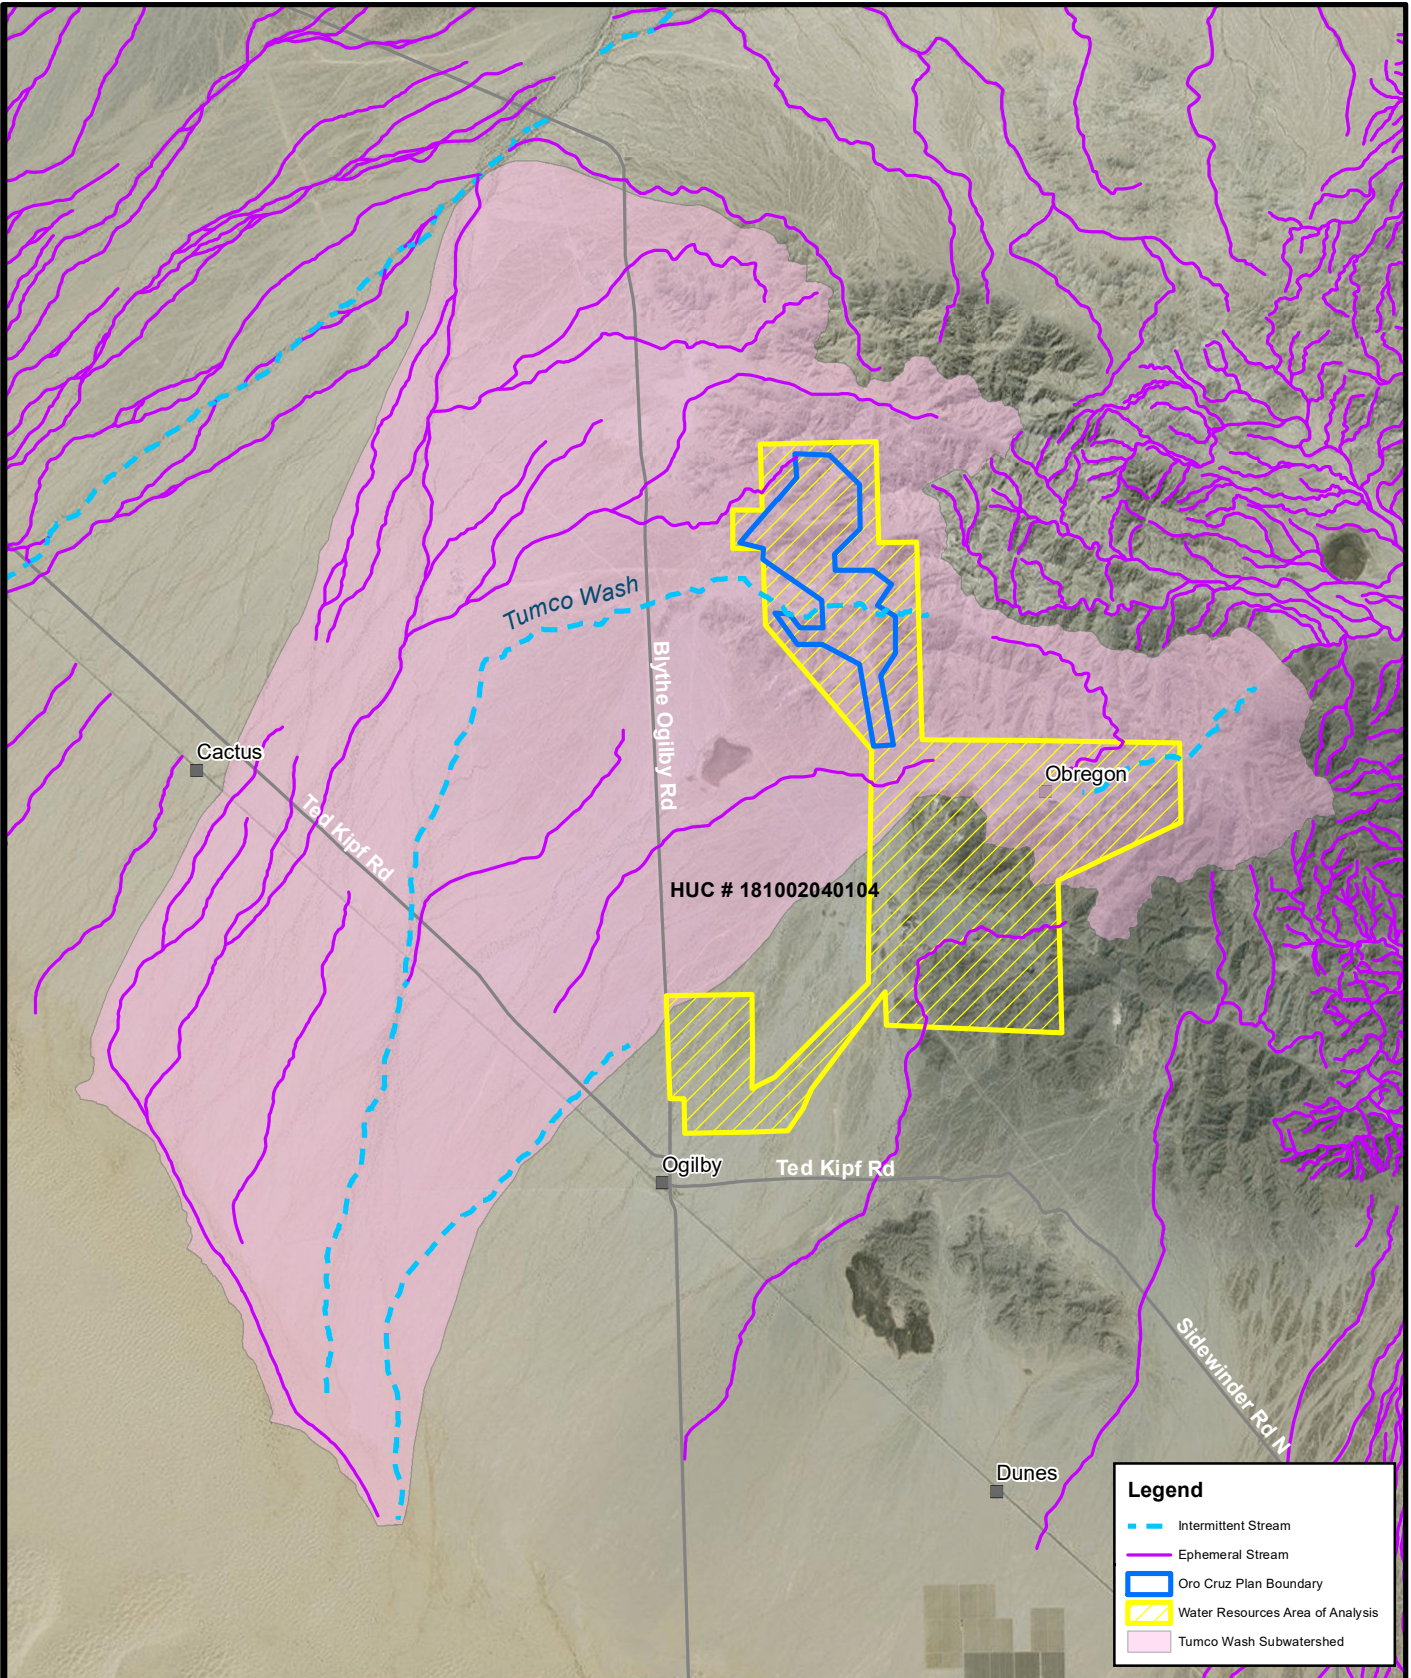 Tumco Wash
Blythe Ogilby Rd
Cactus
Obregon
Ted Kipf Rd
HUC # 181002040104
Ogilby
Ted Kipf Rd
Sidewinder Rd N
Dunes
Legend
Intermittent Stream
Ephemeral Stream
Oro Cruz Plan Boundary
Water Resources Area of Analysis
Tumco Wash Subwatershed